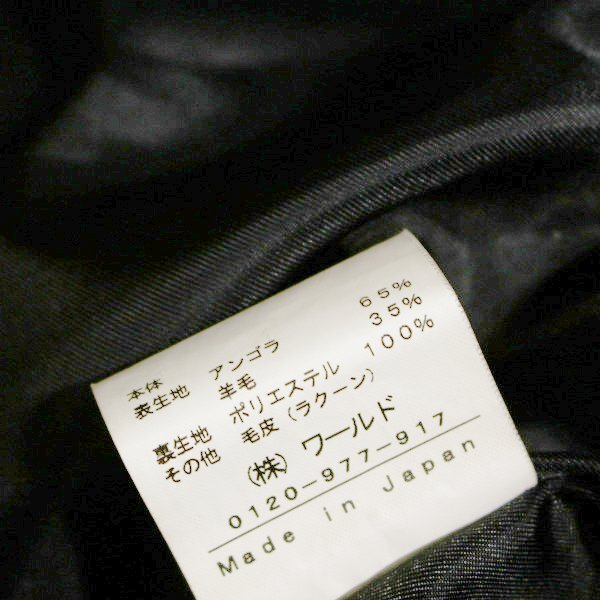 本体
表生地 アンゴラ 65%
羊毛 35%
裏生地 ポリエステル 100%
その他 毛皮 (ラクーン)
(株) ワールド
0120-977-917
Made in Japan